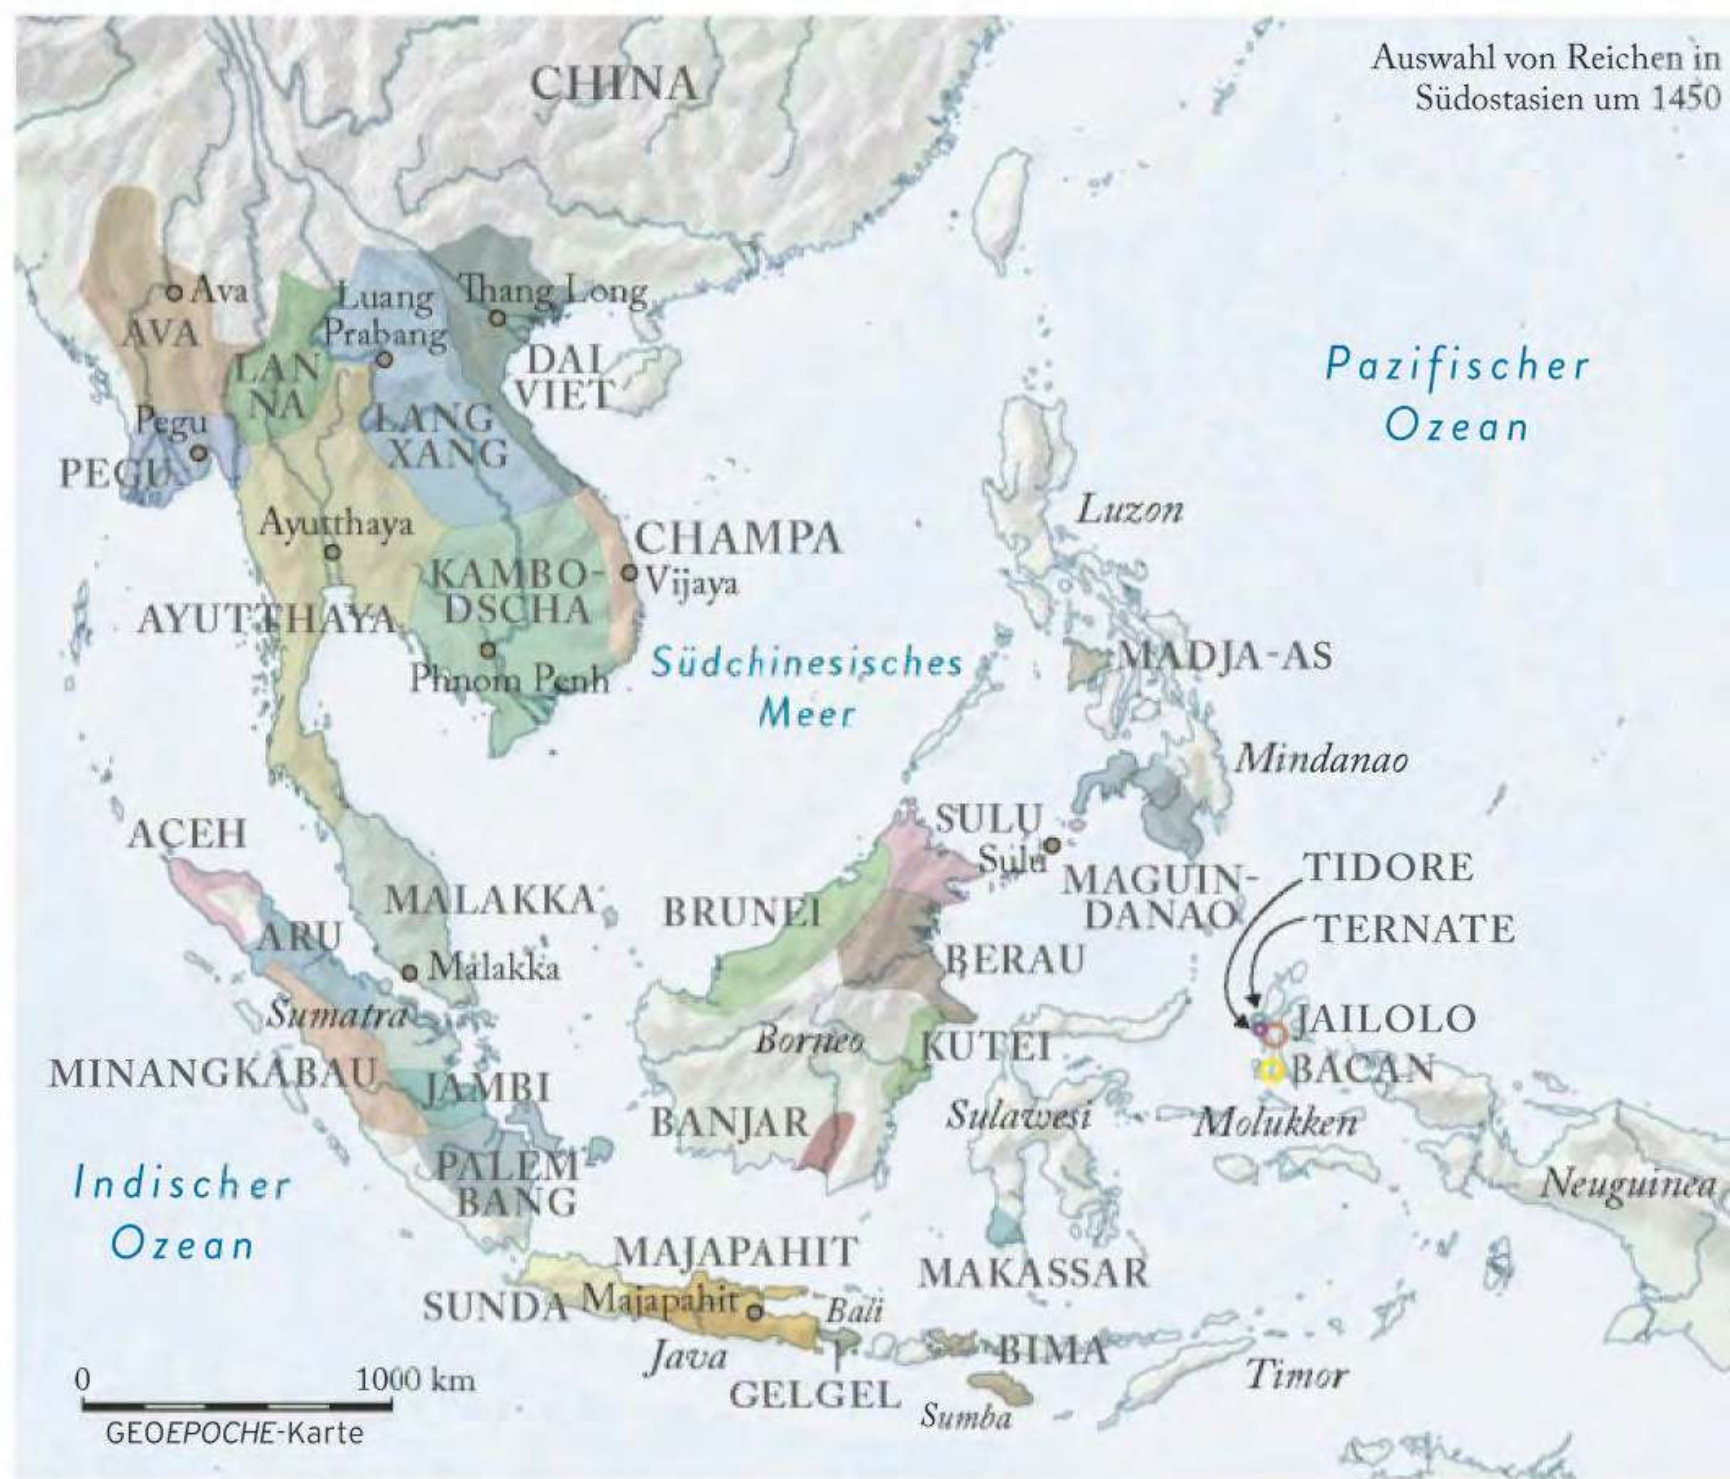 Auswahl von Reichen in
Südostasien um 1450
CHINA
Ava
AVA
Luang
Prabang
Thang Long
LAN
NA
DAI
VIET
Pegu
PEGU
LANG
XANG
Pazifischer
Ozean
Luzon
Ayutthaya
AYUTTHAYA
KAMBO-
DSCHA
CHAMPA
Vijaya
Phnom Penh
Südchinesisches
Meer
MADJA-AS
Mindanao
ACEH
SULU
Sulu
MAGUIN-
DANAO
TIDORE
TERNATE
MALAKKA
BRUNEI
ARU
Malakka
BERAU
Sumatra
Borneo
KUTEI
JAILOLO
BACAN
MINANGKABAU
JAMBI
BANJAR
Sulawesi
Molukken
Indischer
Ozean
PALEM-
BANG
Neuguinea
MAJAPAHIT
MAKASSAR
SUNDA
Majapahit
Bali
Java
BIMA
GELGEL
Sumba
Timor
0 1000 km
GEOEPOCHE-Karte